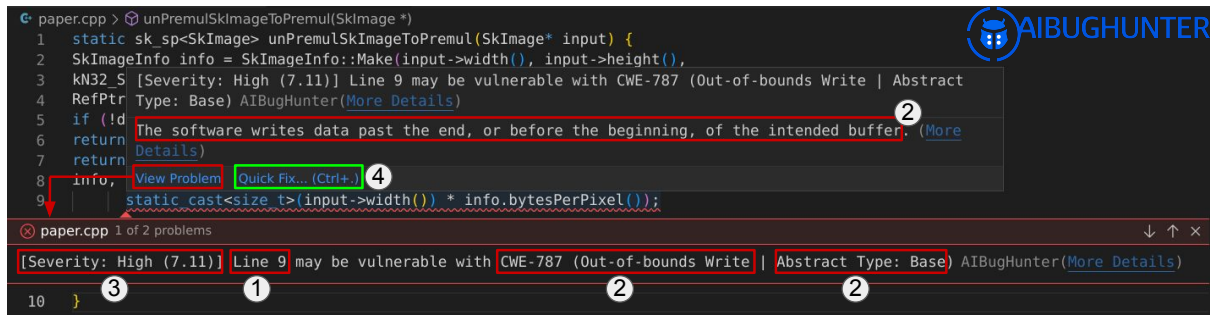 paper.cpp > unPremulSkImageToPremul(SkImage *)
AIBUGHUNTER
1 static sk_sp<SkImage> unPremulSkImageToPremul(SkImage* input) {
2 SkImageInfo info = SkImageInfo::Make(input->width(), input->height(),
3 kN32_S [Severity: High (7.11)] Line 9 may be vulnerable with CWE-787 (Out-of-bounds Write | Abstract
4 RefPtr Type: Base) AIBugHunter(More Details)
2
5 if (!d
The software writes data past the end, or before the beginning, of the intended buffer. (More
6 return
Details)
7 return
8 info, View Problem Quick Fix... (Ctrl+.) 4
9 static_cast<size_t>(input->width()) * info.bytesPerPixel());
paper.cpp 1 of 2 problems
[Severity: High (7.11)] Line 9 may be vulnerable with CWE-787 (Out-of-bounds Write | Abstract Type: Base) AIBugHunter(More Details)
3 1 2 2
10 }